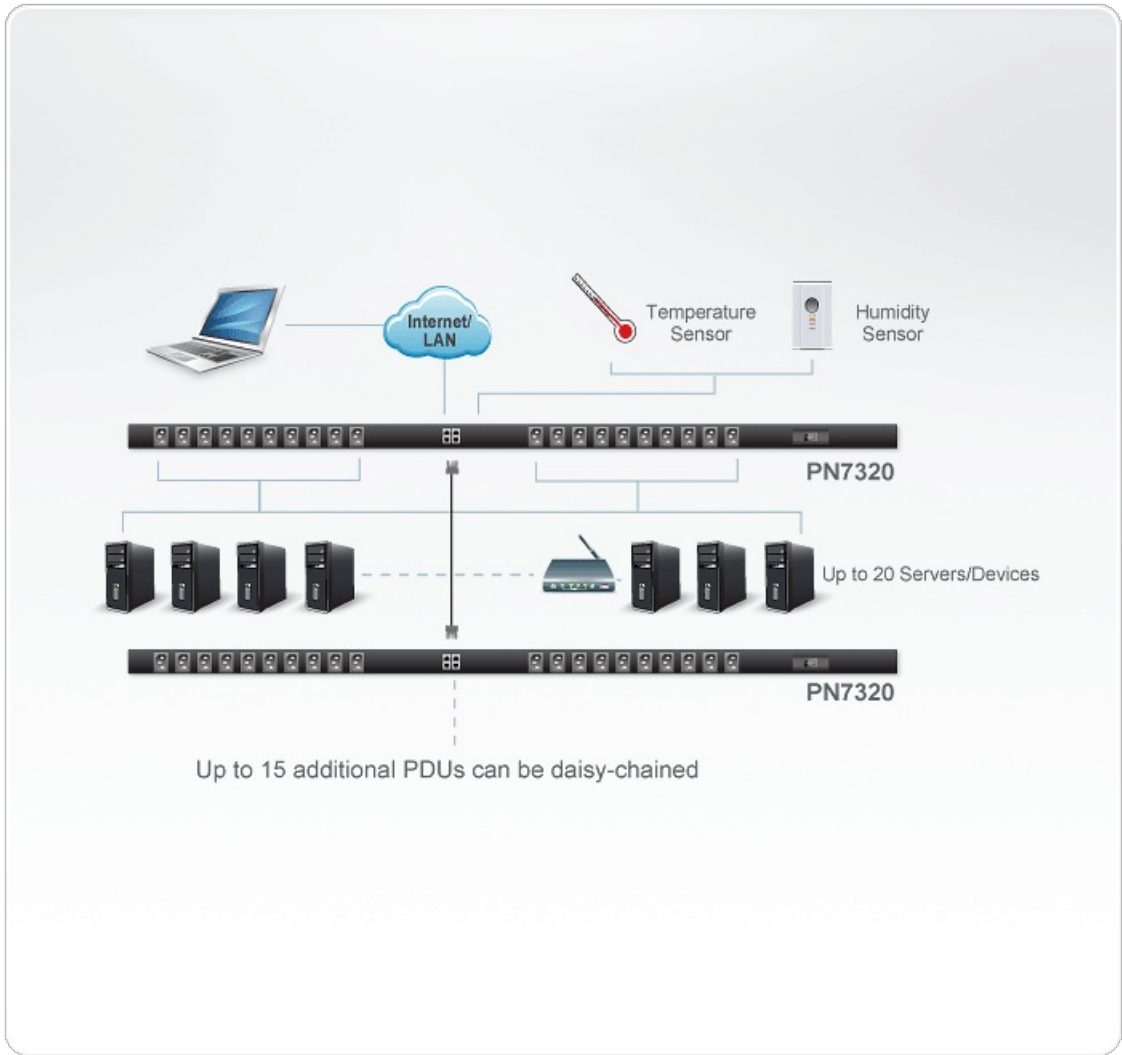 Internet/
LAN
Temperature
Sensor
Humidity
Sensor
PN7320
Up to 20 Servers/Devices
PN7320
Up to 15 additional PDUs can be daisy-chained